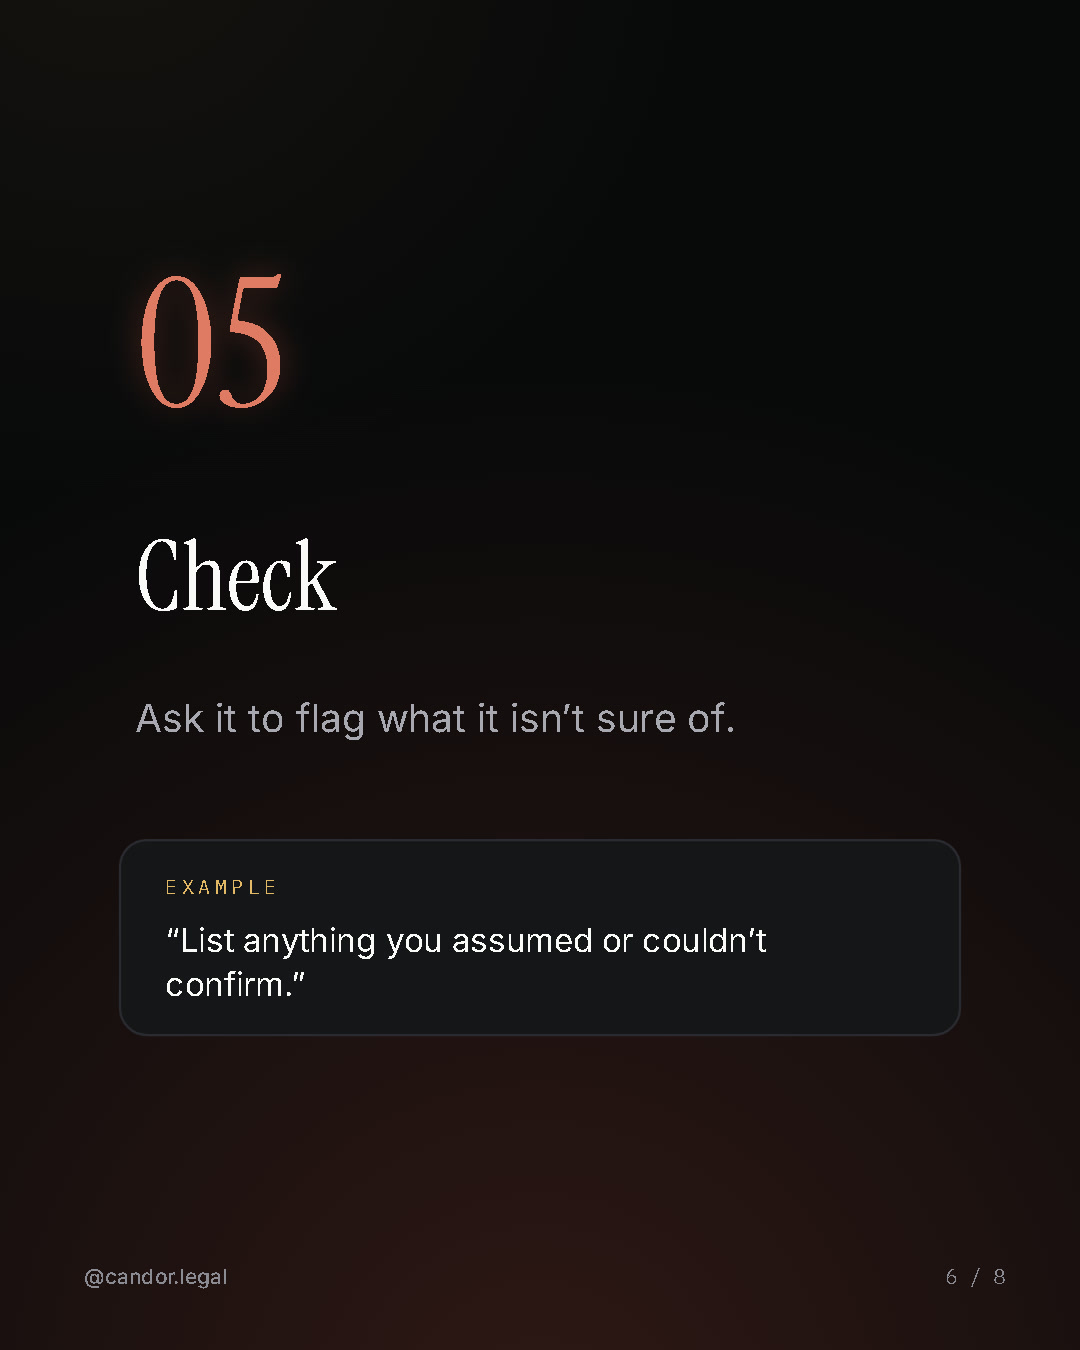 05
Check
Ask it to flag what it isn’t sure of.
EXAMPLE
“List anything you assumed or couldn’t
confirm.”
@candor.legal
6 / 8